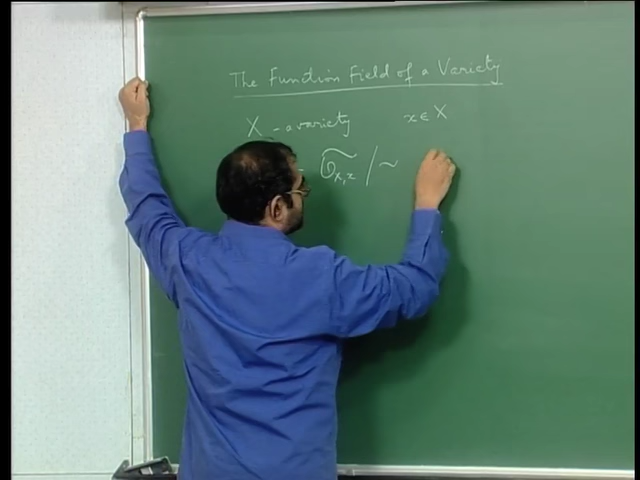 The Function Field of a Variety
X - a variety x ∈ X
= Õ_{X,x} / ~